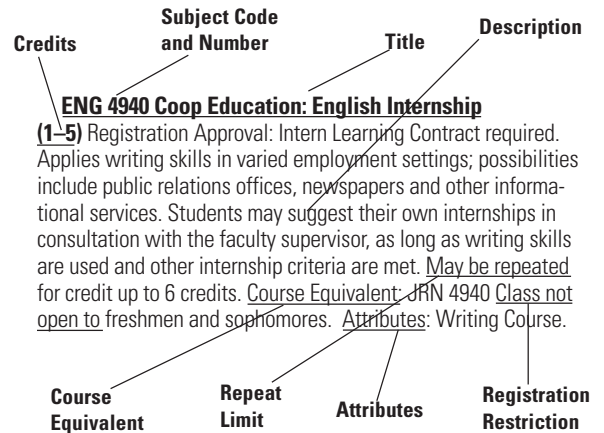 Subject Code
and Number
Credits
Title
Description
ENG 4940 Coop Education: English Internship
(1–5) Registration Approval: Intern Learning Contract required.
Applies writing skills in varied employment settings; possibilities
include public relations offices, newspapers and other informa-
tional services. Students may suggest their own internships in
consultation with the faculty supervisor, as long as writing skills
are used and other internship criteria are met. May be repeated
for credit up to 6 credits. Course Equivalent: JRN 4940 Class not
open to freshmen and sophomores. Attributes: Writing Course.
Course
Equivalent
Repeat
Limit
Attributes
Registration
Restriction